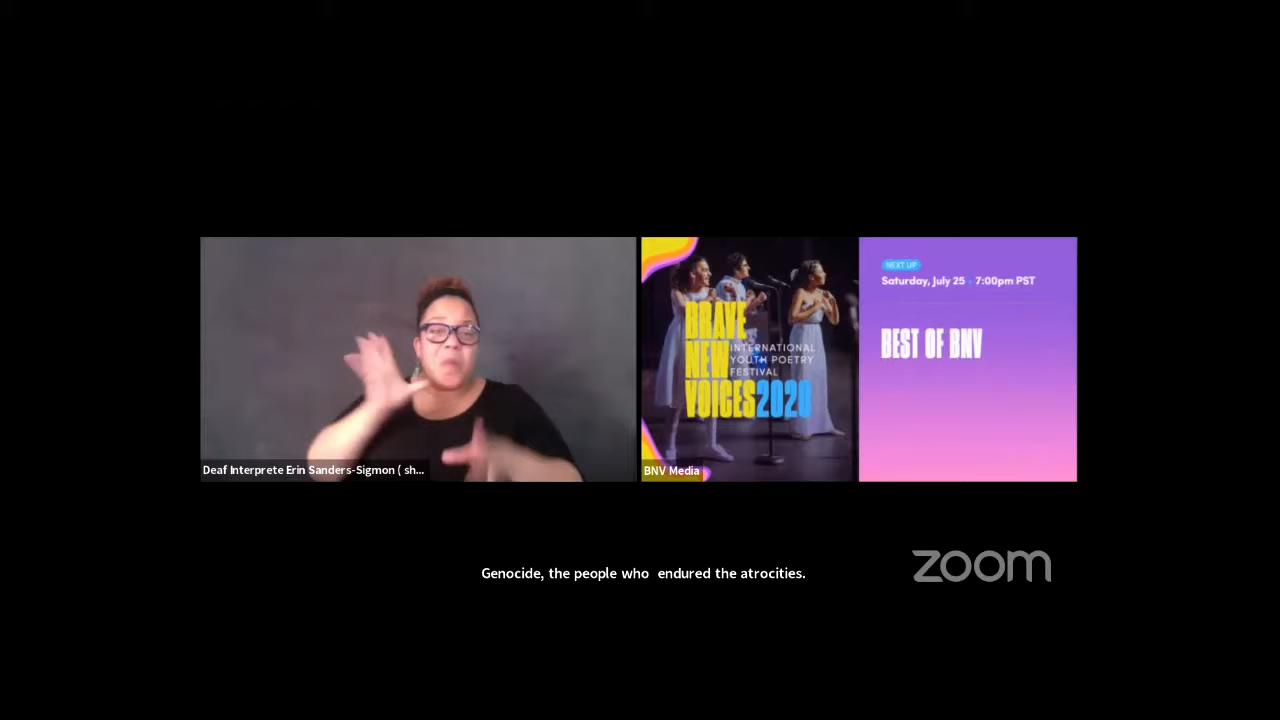 NEXT UP
Saturday, July 25 • 7:00pm PST
BRAVE
NEW
VOICES2020
INTERNATIONAL
YOUTH POETRY
FESTIVAL
BEST OF BNV
Deaf Interprete Erin Sanders-Sigmon ( sh...
BNV Media
Genocide, the people who endured the atrocities.
zoom